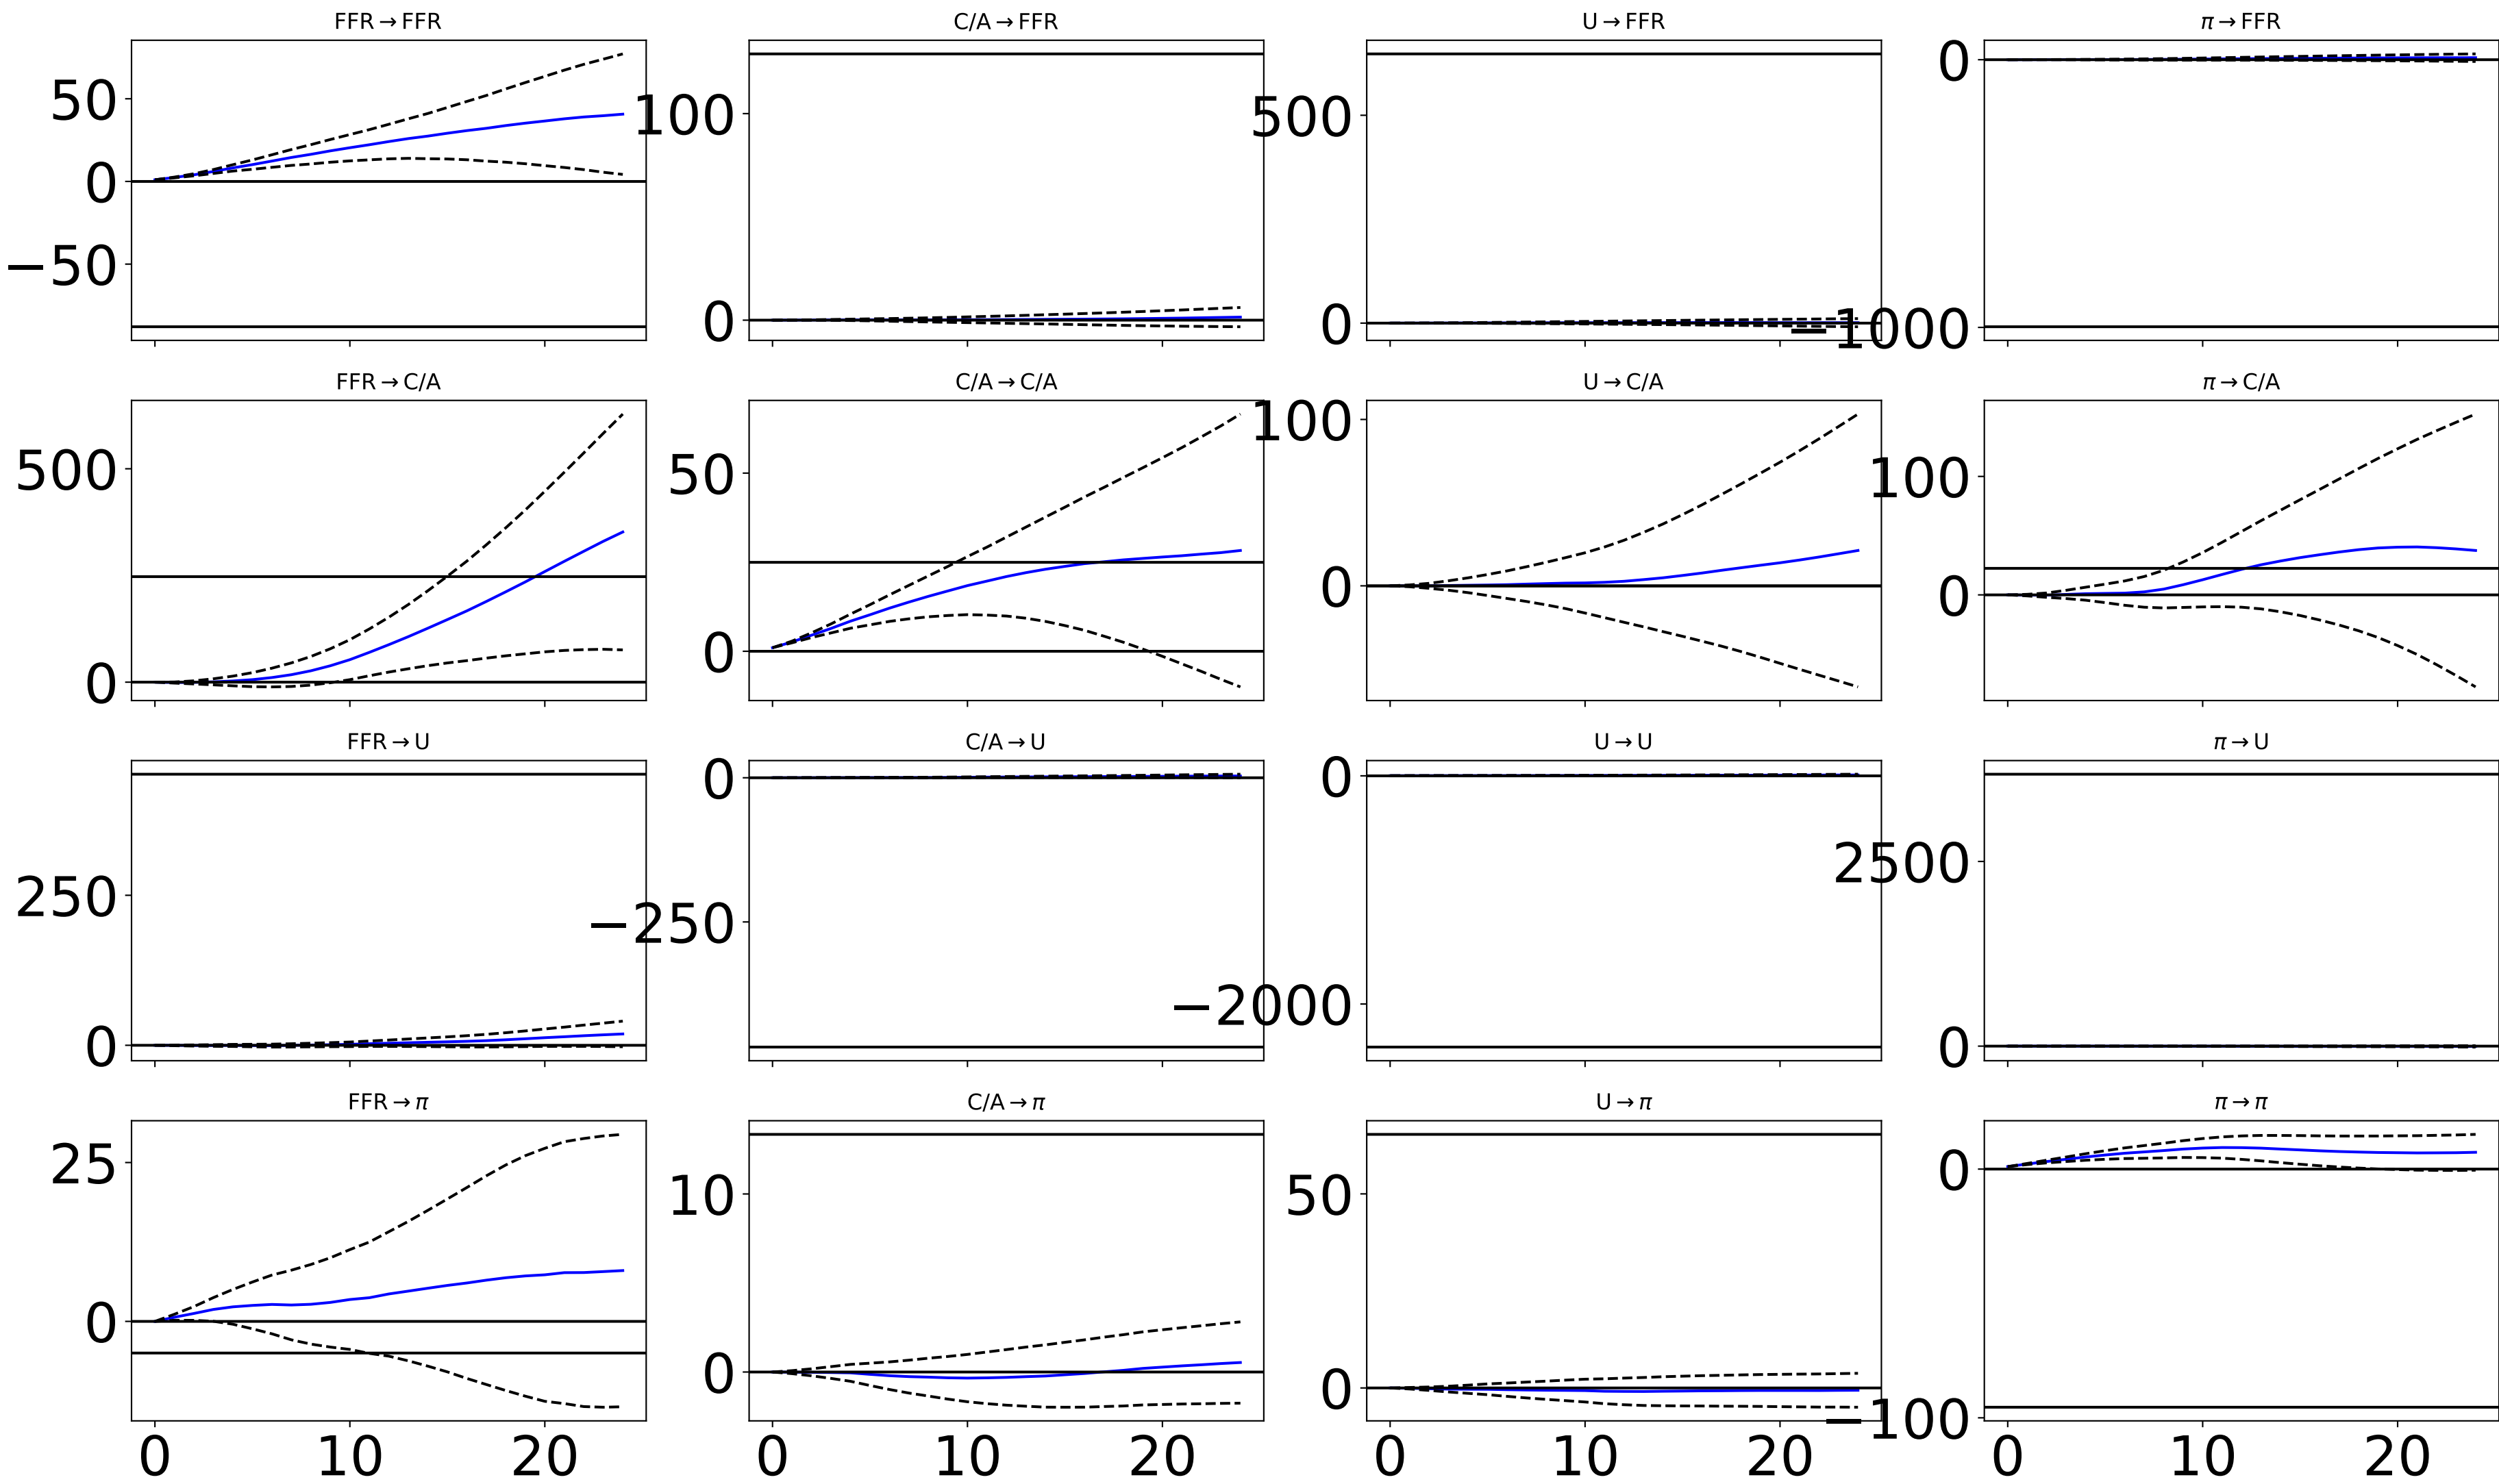 FFR → FFR
C/A → FFR
U → FFR
π → FFR
50
0
−50
100
0
500
0
0
−1000
FFR → C/A
C/A → C/A
U → C/A
π → C/A
500
0
50
0
100
0
100
0
FFR → U
C/A → U
U → U
π → U
250
0
0
−250
0
−2000
2500
0
FFR → π
C/A → π
U → π
π → π
25
0
10
0
50
0
0
−100
0 10 20
0 10 20
0 10 20
0 10 20